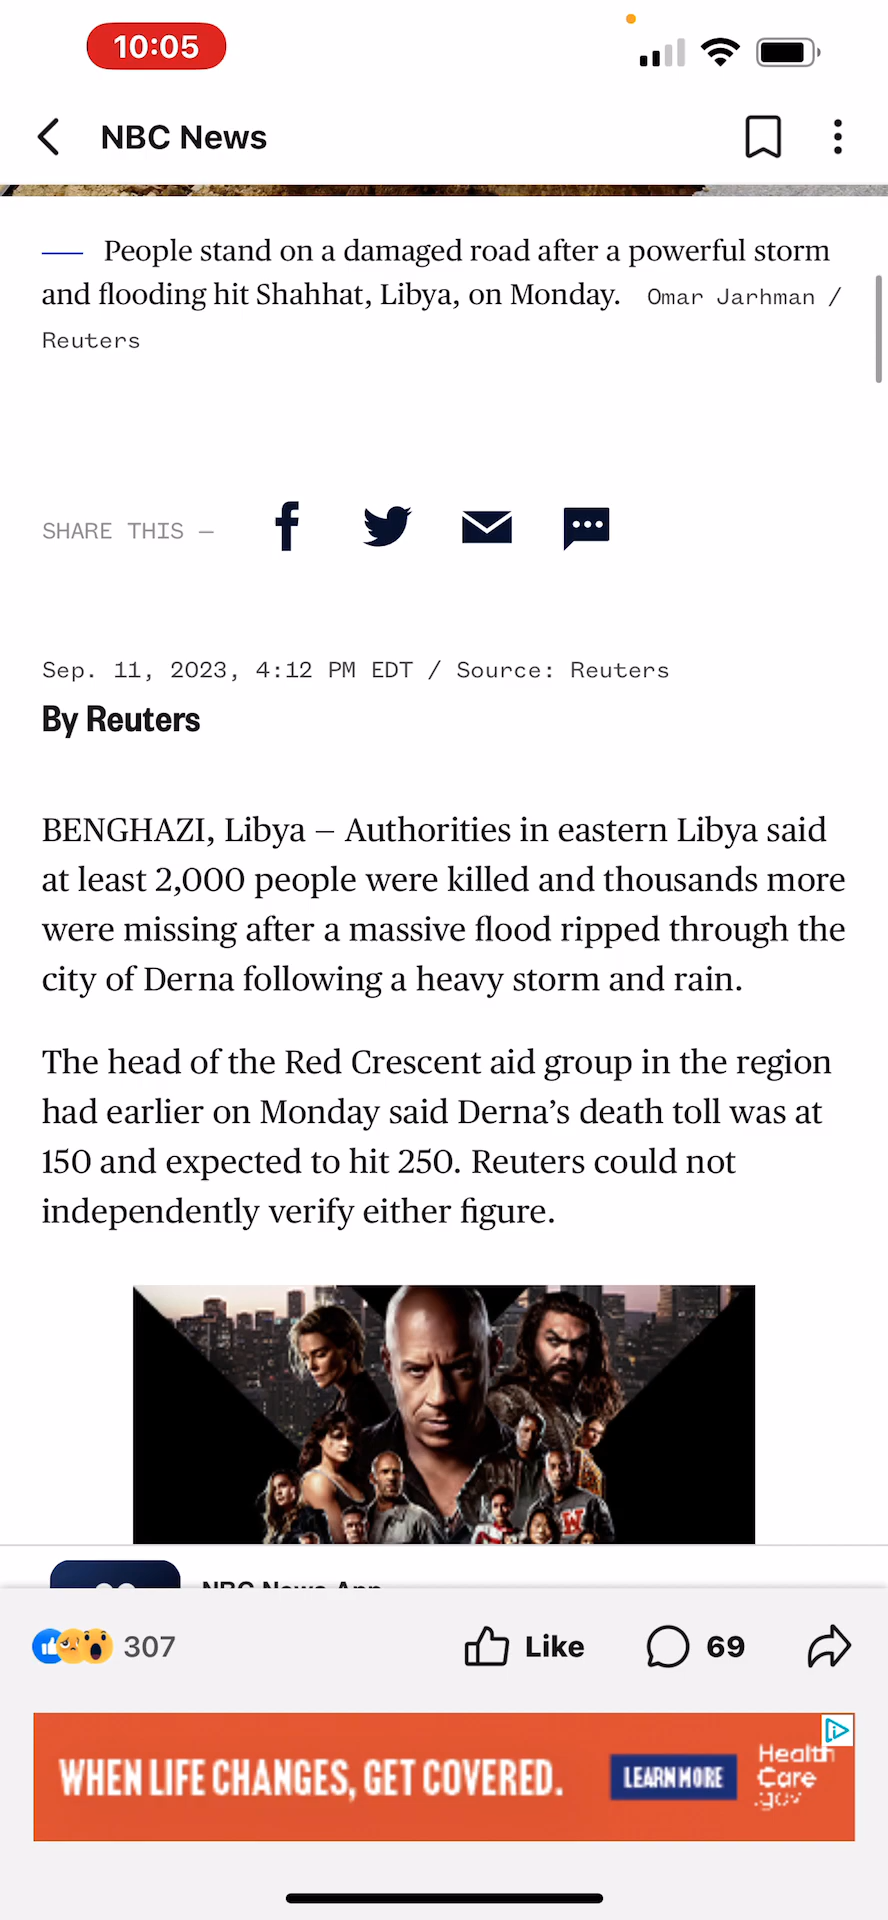 10:05
NBC News
People stand on a damaged road after a powerful storm
and flooding hit Shahhat, Libya, on Monday. Omar Jarhman /
Reuters
SHARE THIS —
Sep. 11, 2023, 4:12 PM EDT / Source: Reuters
By Reuters
BENGHAZI, Libya — Authorities in eastern Libya said
at least 2,000 people were killed and thousands more
were missing after a massive flood ripped through the
city of Derna following a heavy storm and rain.
The head of the Red Crescent aid group in the region
had earlier on Monday said Derna’s death toll was at
150 and expected to hit 250. Reuters could not
independently verify either figure.
W
NBC News App
307
Like
69
WHEN LIFE CHANGES, GET COVERED.
LEARN MORE
Health
Care
.gov